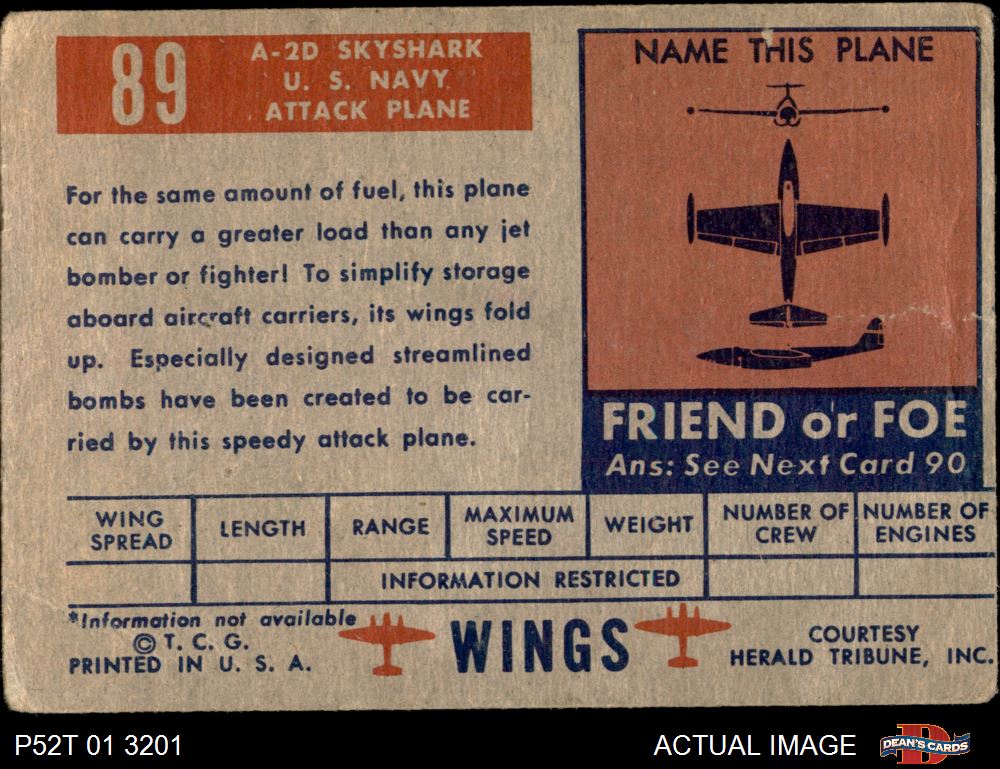 89
A-2D SKYSHARK
U. S. NAVY
ATTACK PLANE
For the same amount of fuel, this plane
can carry a greater load than any jet
bomber or fighter! To simplify storage
aboard aircraft carriers, its wings fold
up. Especially designed streamlined
bombs have been created to be car-
ried by this speedy attack plane.
NAME THIS PLANE
FRIEND or FOE
Ans: See Next Card 90
WING SPREAD
LENGTH
RANGE
MAXIMUM SPEED
WEIGHT
NUMBER OF CREW
NUMBER OF ENGINES
INFORMATION RESTRICTED
*Information not available
© T. C. G.
PRINTED IN U. S. A.
WINGS
COURTESY
HERALD TRIBUNE, INC.
P52T 01 3201
ACTUAL IMAGE
D
DEAN'S CARDS